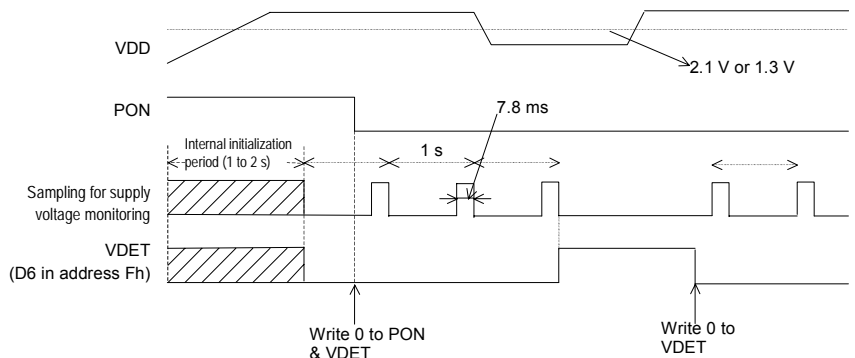 VDD
2.1 V or 1.3 V
PON
7.8 ms
Internal initialization
period (1 to 2 s)
1 s
Sampling for supply
voltage monitoring
VDET
(D6 in address Fh)
Write 0 to PON
& VDET
Write 0 to
VDET